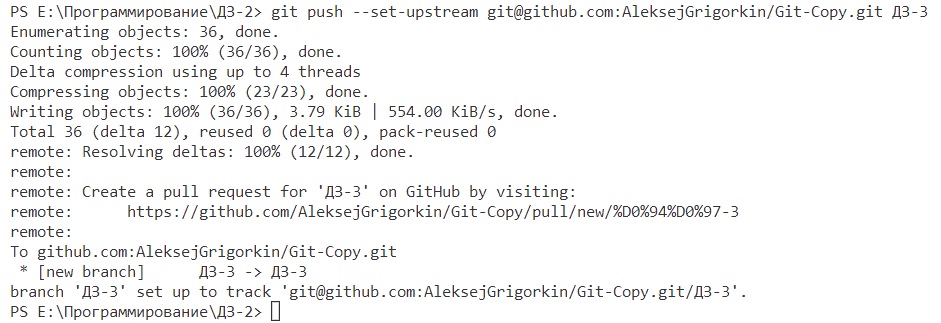 PS E:\Программирование\ДЗ-2> git push --set-upstream git@github.com:AleksejGrigorkin/Git-Copy.git ДЗ-3
Enumerating objects: 36, done.
Counting objects: 100% (36/36), done.
Delta compression using up to 4 threads
Compressing objects: 100% (23/23), done.
Writing objects: 100% (36/36), 3.79 KiB | 554.00 KiB/s, done.
Total 36 (delta 12), reused 0 (delta 0), pack-reused 0
remote: Resolving deltas: 100% (12/12), done.
remote:
remote: Create a pull request for 'ДЗ-3' on GitHub by visiting:
remote:      https://github.com/AleksejGrigorkin/Git-Copy/pull/new/%D0%94%D0%97-3
remote:
To github.com:AleksejGrigorkin/Git-Copy.git
 * [new branch]      ДЗ-3 -> ДЗ-3
branch 'ДЗ-3' set up to track 'git@github.com:AleksejGrigorkin/Git-Copy.git/ДЗ-3'.
PS E:\Программирование\ДЗ-2>